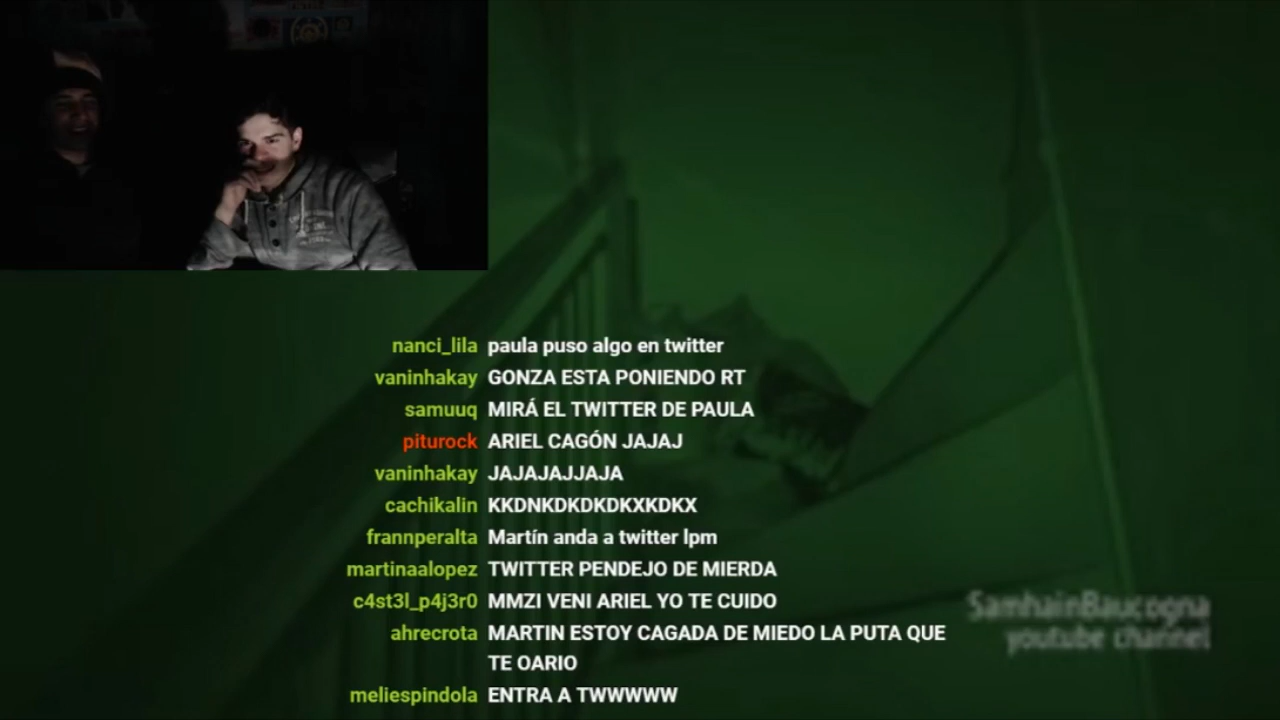 nanci_lila paula puso algo en twitter
vaninhakay GONZA ESTA PONIENDO RT
samuuq MIRÁ EL TWITTER DE PAULA
piturock ARIEL CAGÓN JAJAJ
vaninhakay JAJAJAJJAJA
cachikalin KKDNKDKDKDKXKDKX
frannperalta Martín anda a twitter lpm
martinaalopez TWITTER PENDEJO DE MIERDA
c4st3l_p4j3r0 MMZI VENI ARIEL YO TE CUIDO
ahrecrota MARTIN ESTOY CAGADA DE MIEDO LA PUTA QUE
TE OARIO
meliespindola ENTRA A TWWWWW
SamhainBaucogna
youtube channel